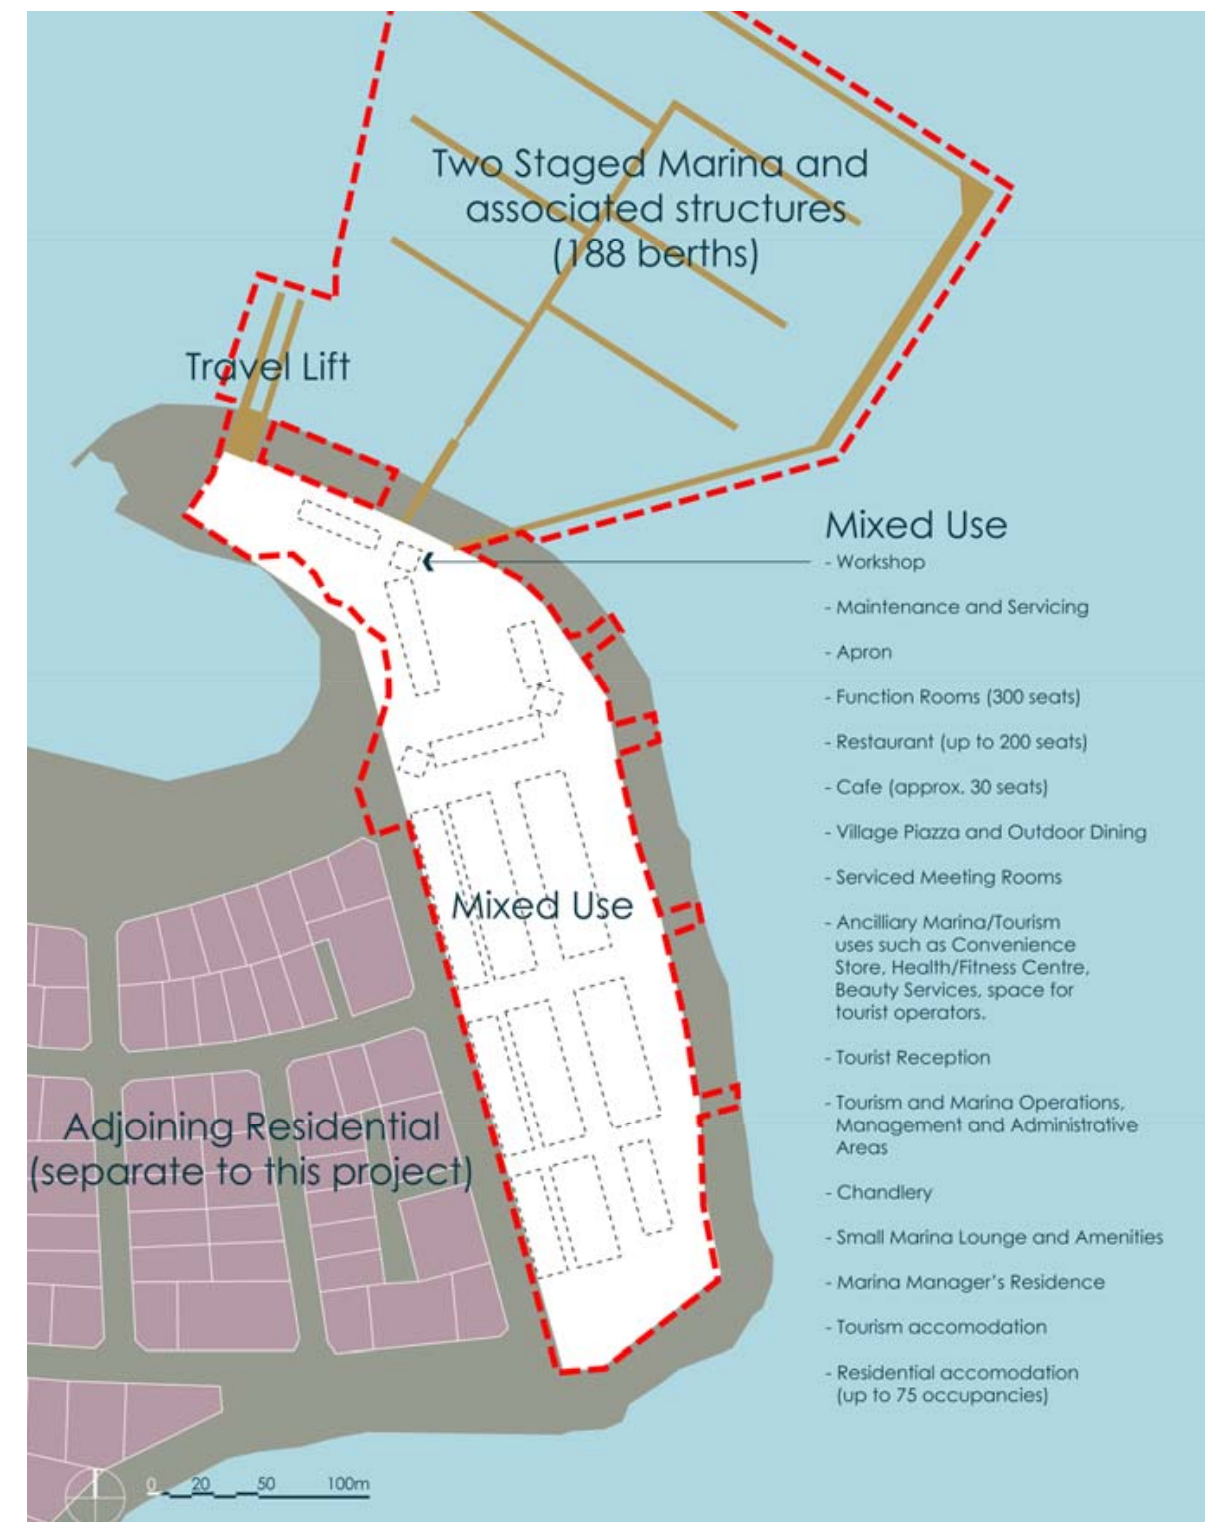 Two Staged Marina and
associated structures
(188 berths)
Travel Lift
Mixed Use
- Workshop
- Maintenance and Servicing
- Apron
- Function Rooms (300 seats)
- Restaurant (up to 200 seats)
- Cafe (approx. 30 seats)
- Village Piazza and Outdoor Dining
- Serviced Meeting Rooms
- Ancilliary Marina/Tourism
uses such as Convenience
Store, Health/Fitness Centre,
Beauty Services, space for
tourist operators.
- Tourist Reception
- Tourism and Marina Operations,
Management and Administrative
Areas
- Chandlery
- Small Marina Lounge and Amenities
- Marina Manager's Residence
- Tourism accomodation
- Residential accomodation
(up to 75 occupancies)
Mixed Use
Adjoining Residential
(separate to this project)
0 20 50 100m